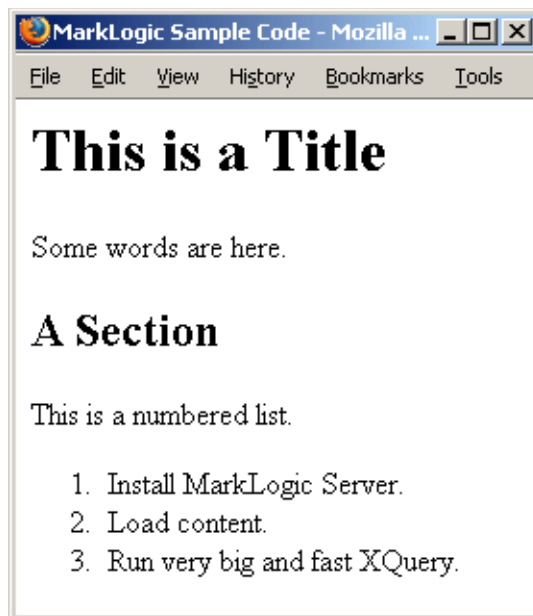 MarkLogic Sample Code - Mozilla ...
File Edit View History Bookmarks Tools
This is a Title
Some words are here.
A Section
This is a numbered list.
1. Install MarkLogic Server.
2. Load content.
3. Run very big and fast XQuery.